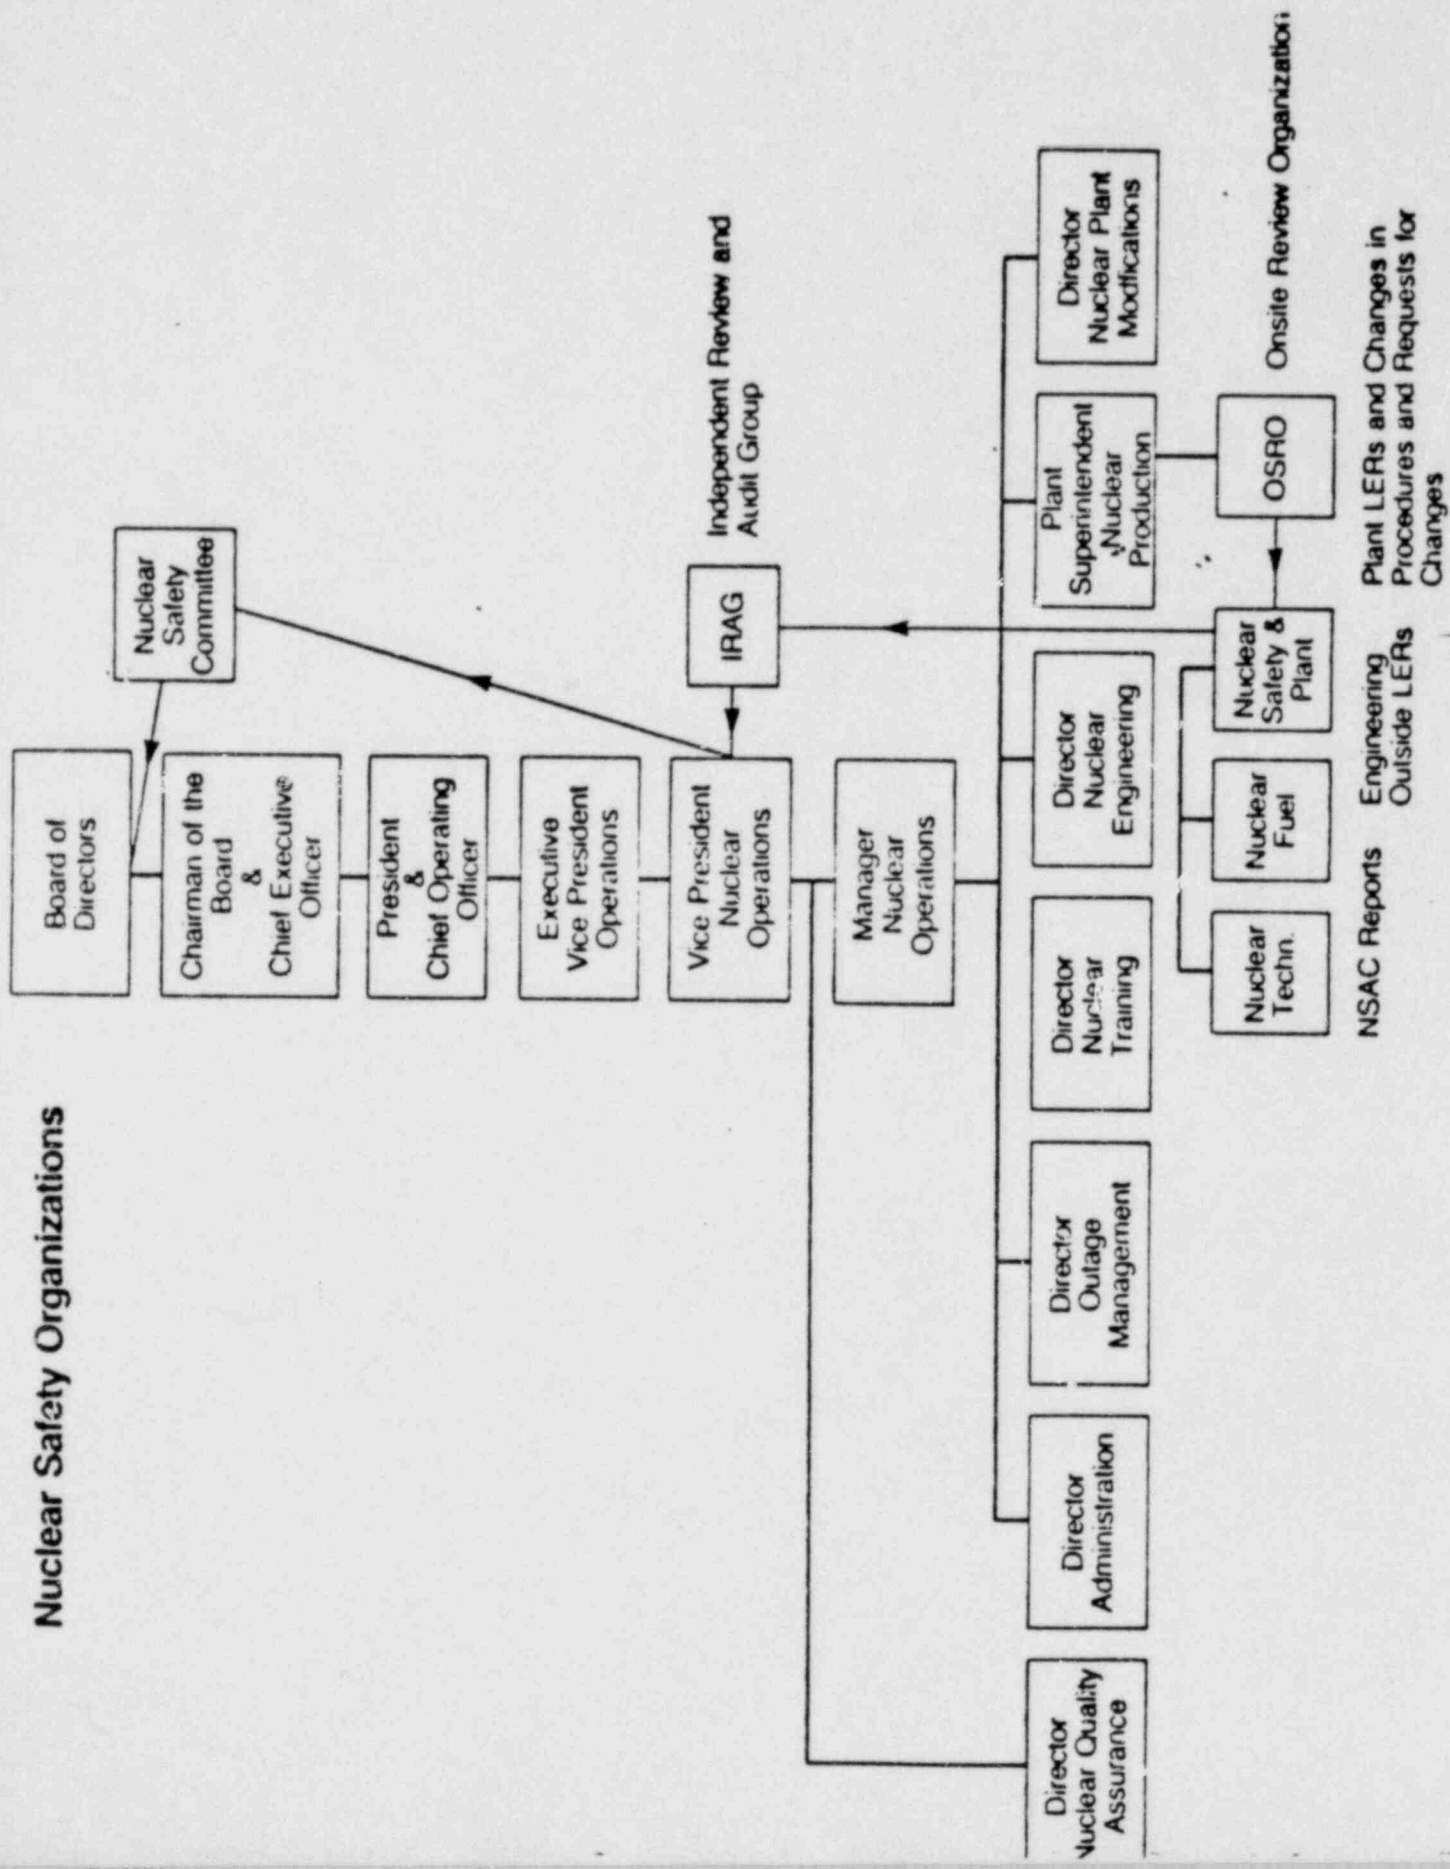 Nuclear Safety Organizations
Board of
Directors
Nuclear
Safety
Committee
Chairman of the
Board
&
Chief Executive
Officer
President
&
Chief Operating
Officer
Executive
Vice President
Operations
Vice President
Nuclear
Operations
IRAG
Independent Review and
Audit Group
Manager
Nuclear
Operations
Director
Nuclear Quality
Assurance
Director
Administration
Director
Outage
Management
Director
Nuclear
Training
Director
Nuclear
Engineering
Plant
Superintendent
Nuclear
Production
Director
Nuclear Plant
Modifications
Nuclear
Techn.
Nuclear
Fuel
Nuclear
Safety &
Plant
OSRO
Onsite Review Organization
NSAC Reports
Engineering
Outside LERs
Plant LERs and Changes in
Procedures and Requests for
Changes